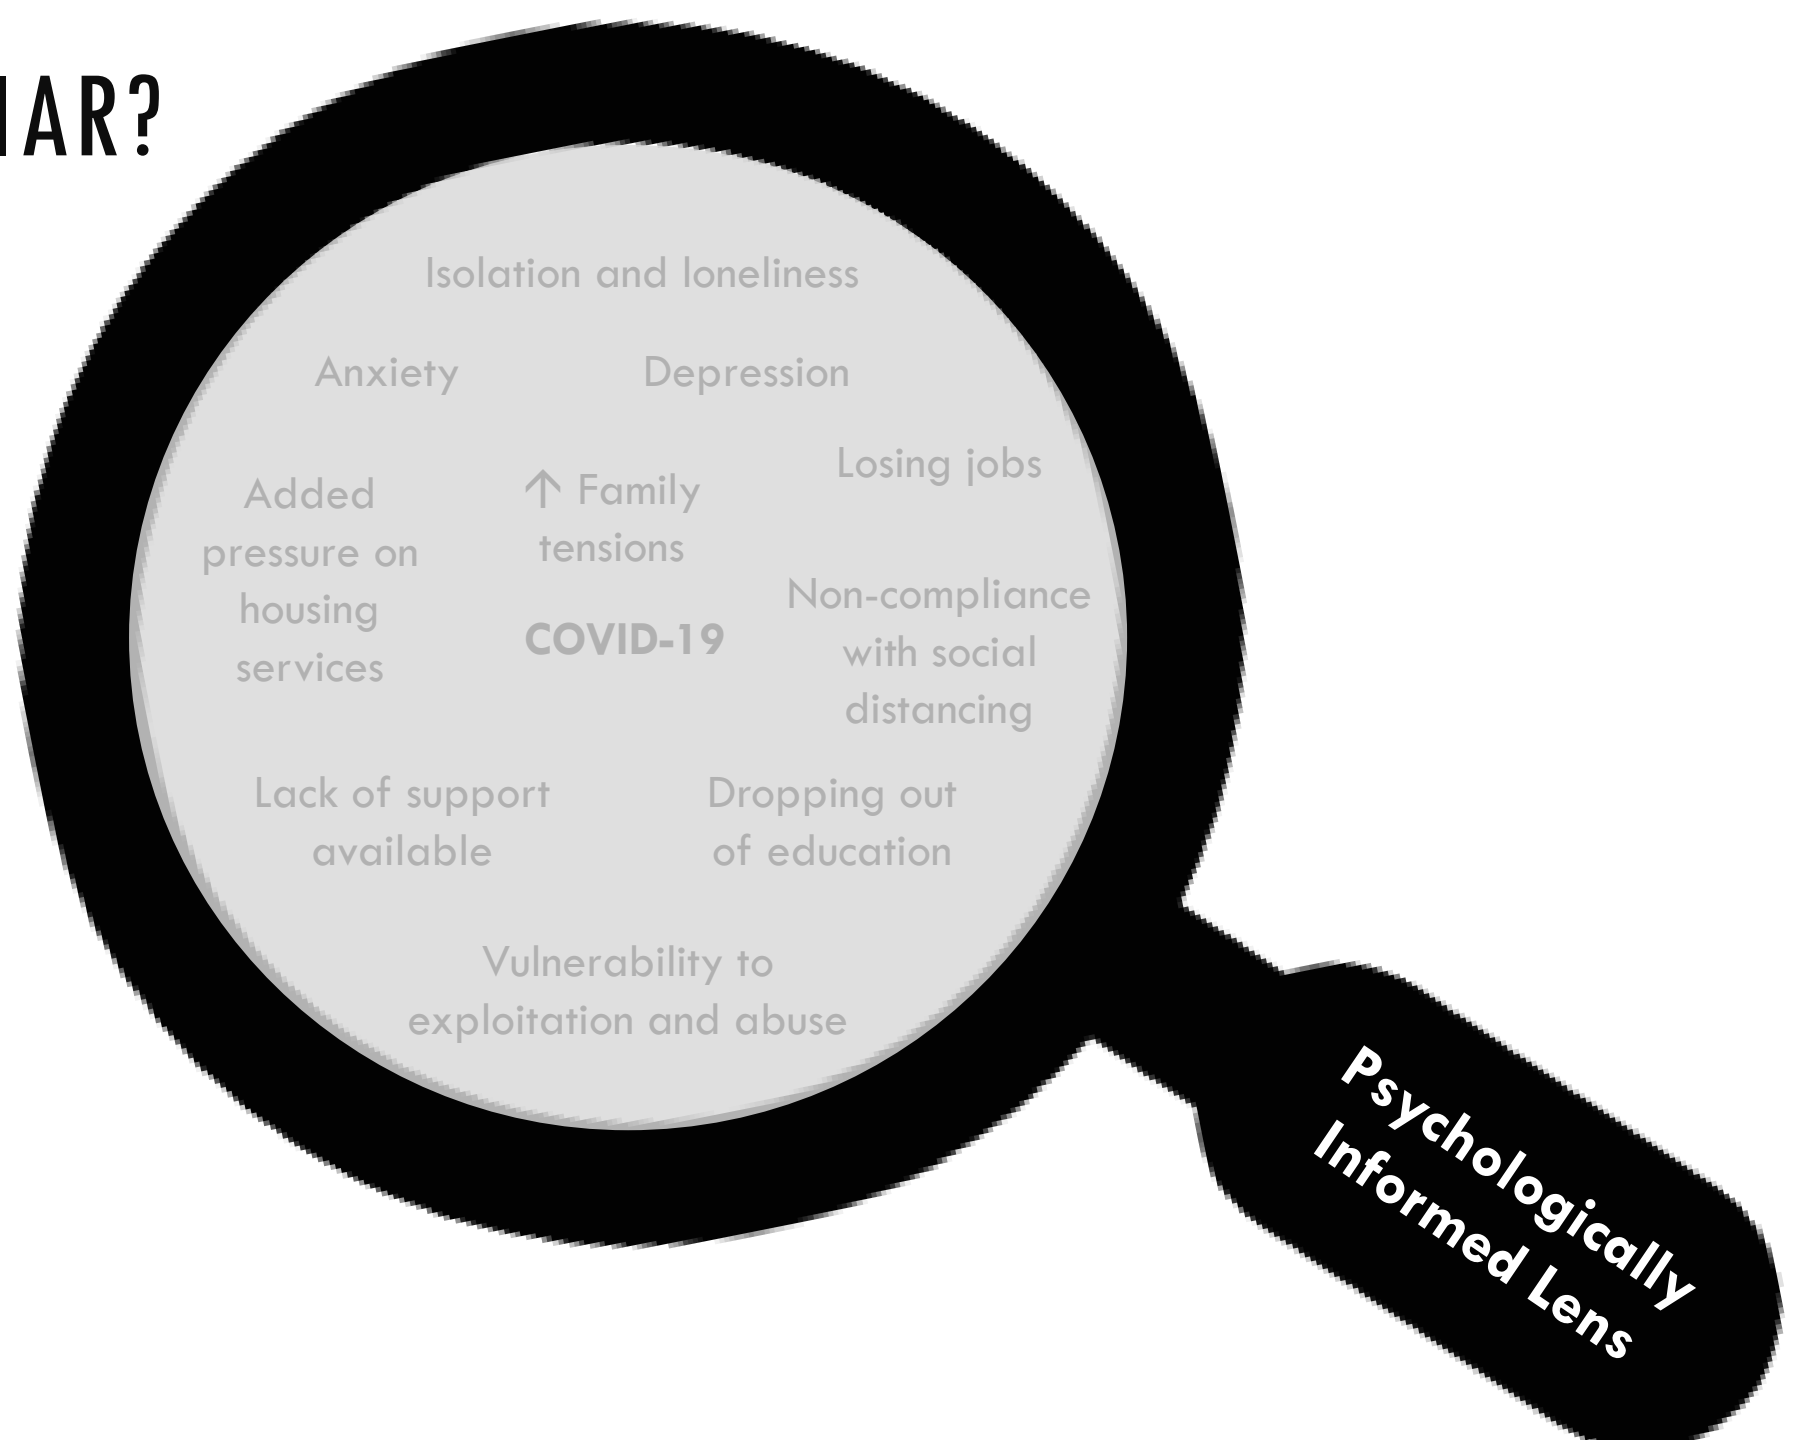 IAR?
Isolation and loneliness
Anxiety
Depression
Losing jobs
Added
pressure on
housing
services
↑ Family
tensions
COVID-19
Non-compliance
with social
distancing
Lack of support
available
Dropping out
of education
Vulnerability to
exploitation and abuse
Psychologically
Informed Lens